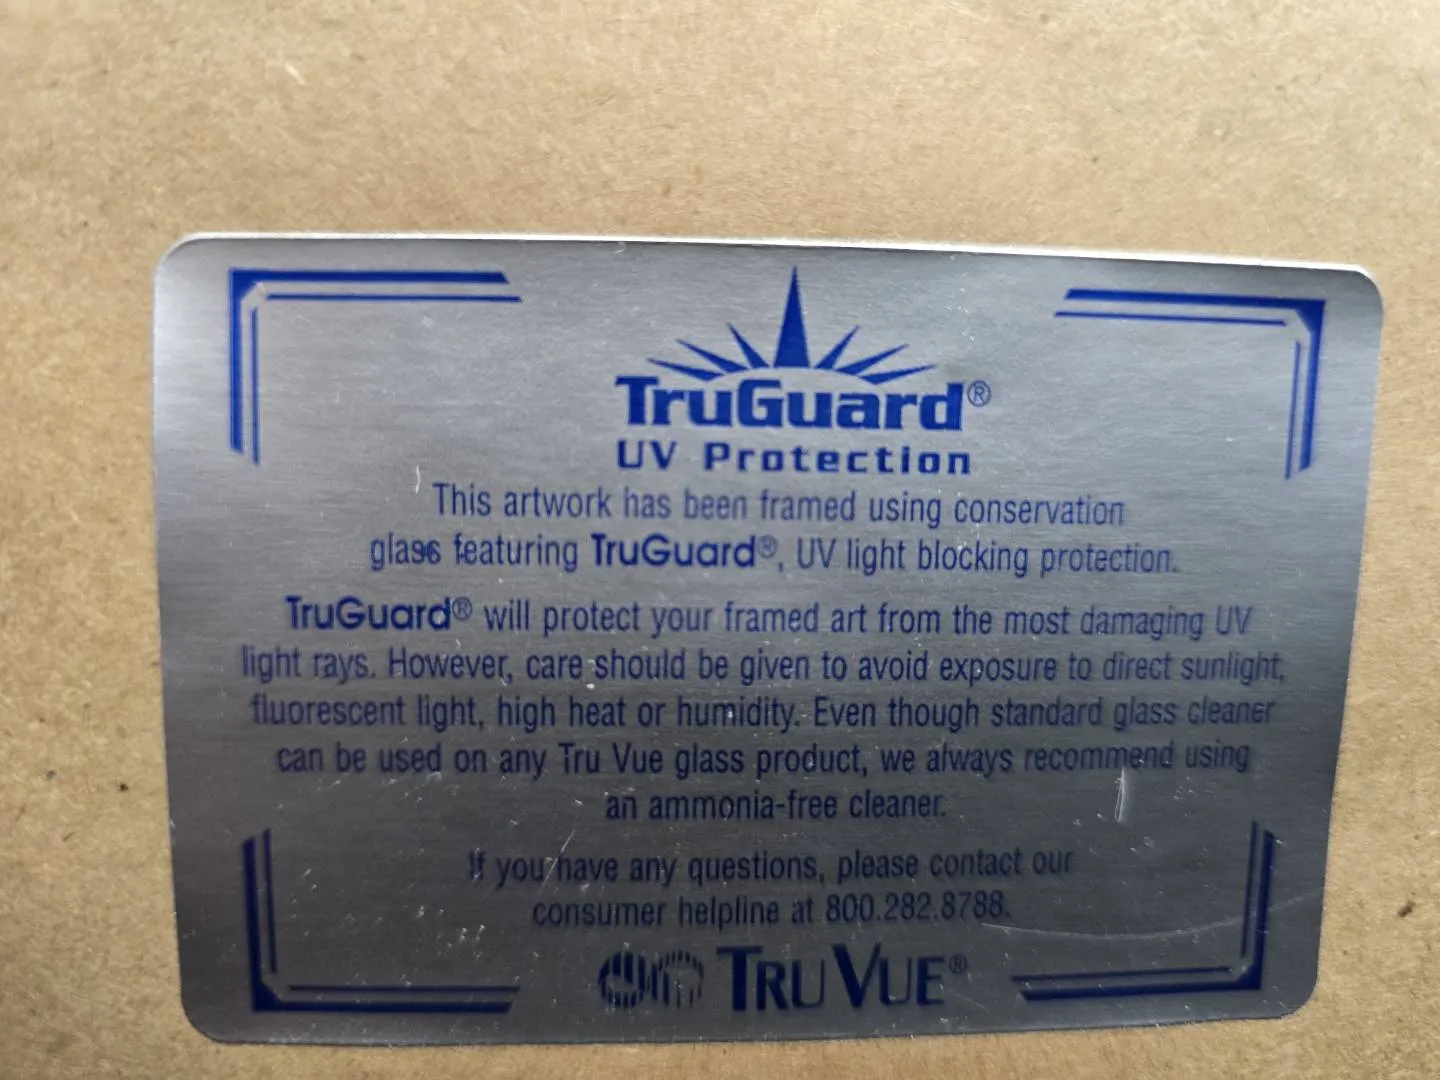 TruGuard®
UV Protection
This artwork has been framed using conservation
glass featuring TruGuard®, UV light blocking protection.
TruGuard® will protect your framed art from the most damaging UV
light rays. However, care should be given to avoid exposure to direct sunlight,
fluorescent light, high heat or humidity. Even though standard glass cleaner
can be used on any Tru Vue glass product, we always recommend using
an ammonia-free cleaner.
If you have any questions, please contact our
consumer helpline at 800.282.8788.
TRU VUE®